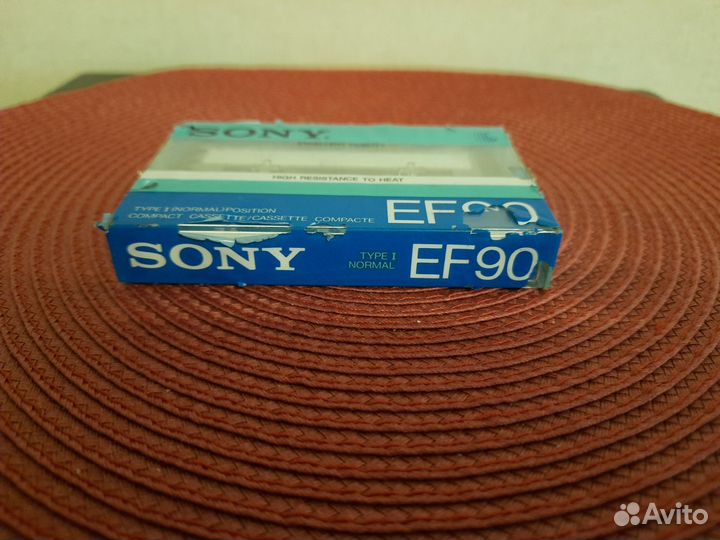 SONY
HIGH RESISTANCE TO HEAT
TYPE I (NORMAL) POSITION
COMPACT CASSETTE/CASSETTE COMPACTE
EF90
SONY
TYPE I
NORMAL
EF90
Avito